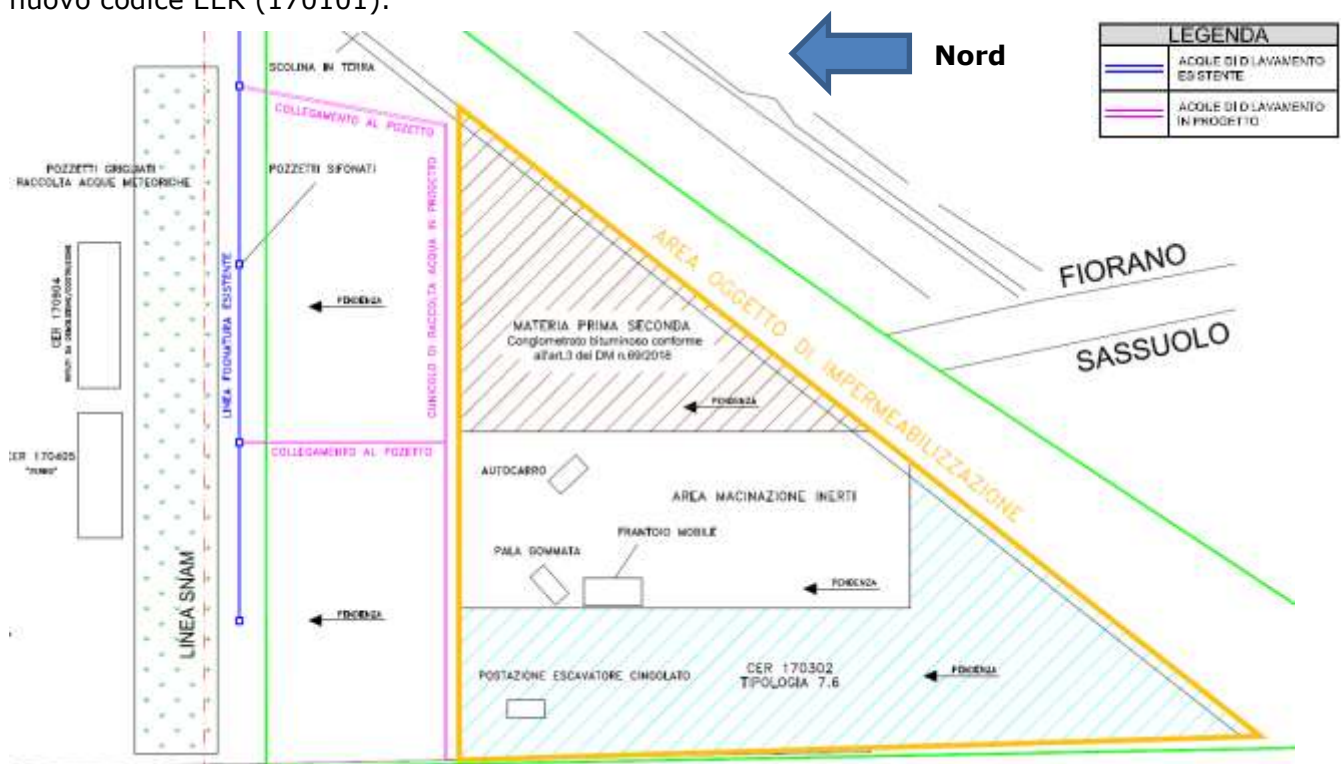 nuovo codice EER (170101).
Nord
LEGENDA
ACQUE DI DILAVAMENTO
ESISTENTE
ACQUE DI DILAVAMENTO
IN PROGETTO
SCOLINA IN TERRA
COLLEGAMENTO AL POZETTO
POZZETTI GRIGLIATI
RACCOLTA ACQUE METEORICHE
POZZETTI SIFONATI
CER 170904
LINEA FOGNATURA ESISTENTE
CUNICOLO DI RACCOLTA ACQUA IN PROGETTO
PENDENZA
AREA OGGETTO DI IMPERMEABILIZZAZIONE
FIORANO
SASSUOLO
MATERIA PRIMA SECONDA
Conglomerato bituminoso conforme
all'art.3 del DM n.69/2018
PENDENZA
CER 170405
COLLEGAMENTO AL POZETTO
AUTOCARRO
AREA MACINAZIONE INERTI
FRANTOIO MOBILE
PALA GOMMATA
PENDENZA
LINEA SNAM
PENDENZA
POSTAZIONE ESCAVATORE CINGOLATO
CER 170302
TIPOLOGIA 7.6
PENDENZA